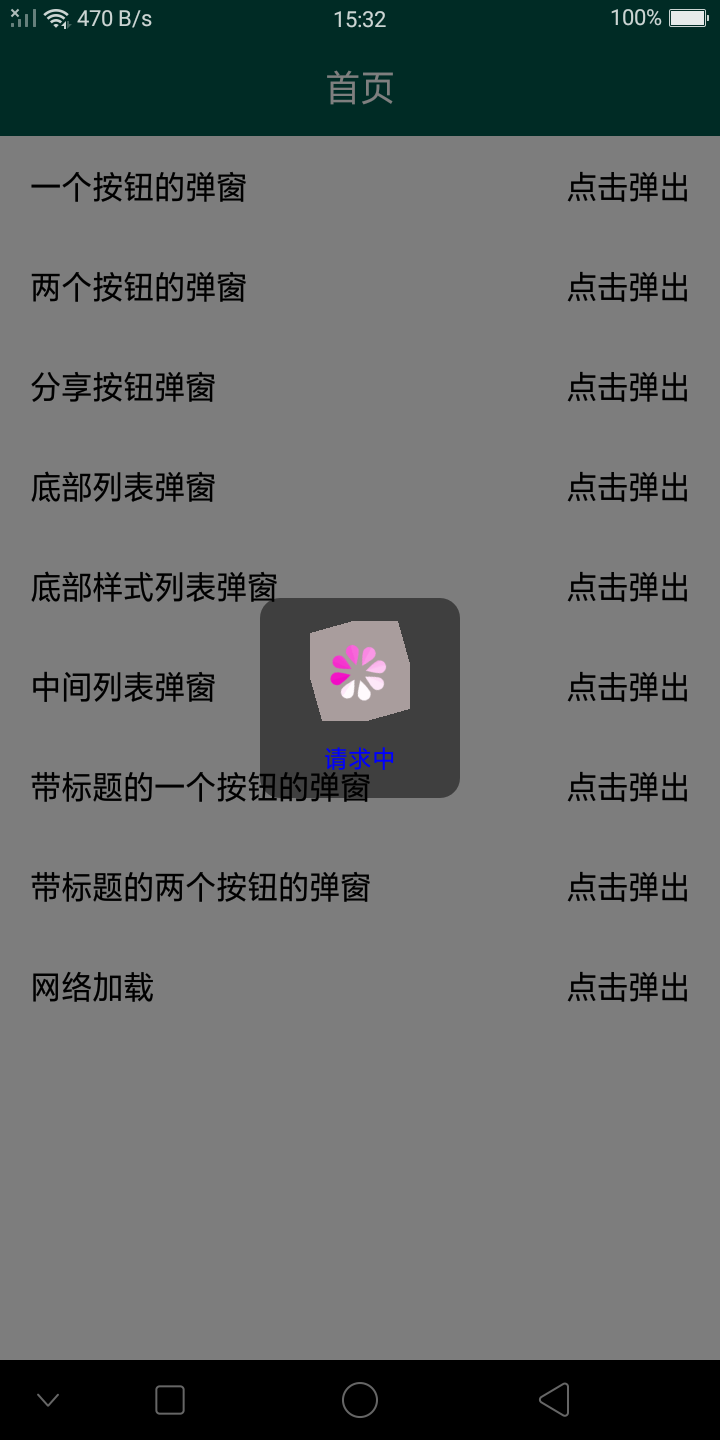 470 B/s 15:32 100%
首页
一个按钮的弹窗 点击弹出
两个按钮的弹窗 点击弹出
分享按钮弹窗 点击弹出
底部列表弹窗 点击弹出
底部样式列表弹窗 点击弹出
中间列表弹窗 点击弹出
请求中
带标题的一个按钮的弹窗 点击弹出
带标题的两个按钮的弹窗 点击弹出
网络加载 点击弹出